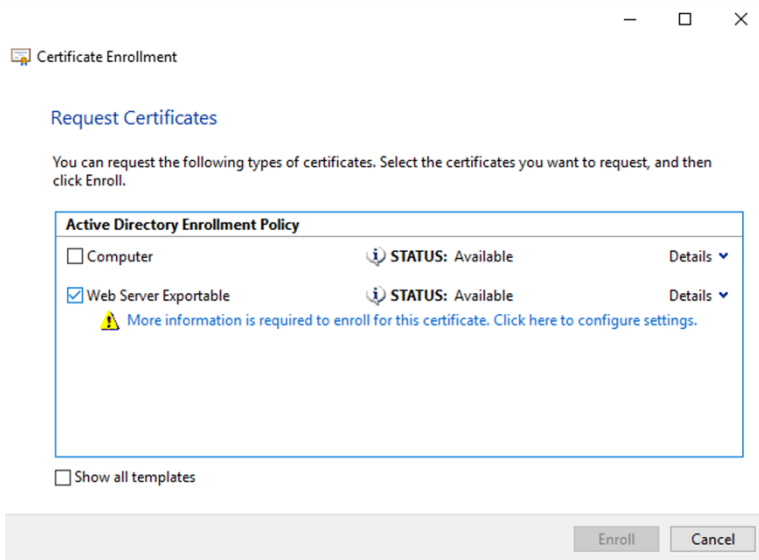 Certificate Enrollment
Request Certificates
You can request the following types of certificates. Select the certificates you want to request, and then
click Enroll.
Active Directory Enrollment Policy
Computer STATUS: Available Details
Web Server Exportable STATUS: Available Details
More information is required to enroll for this certificate. Click here to configure settings.
Show all templates
Enroll Cancel